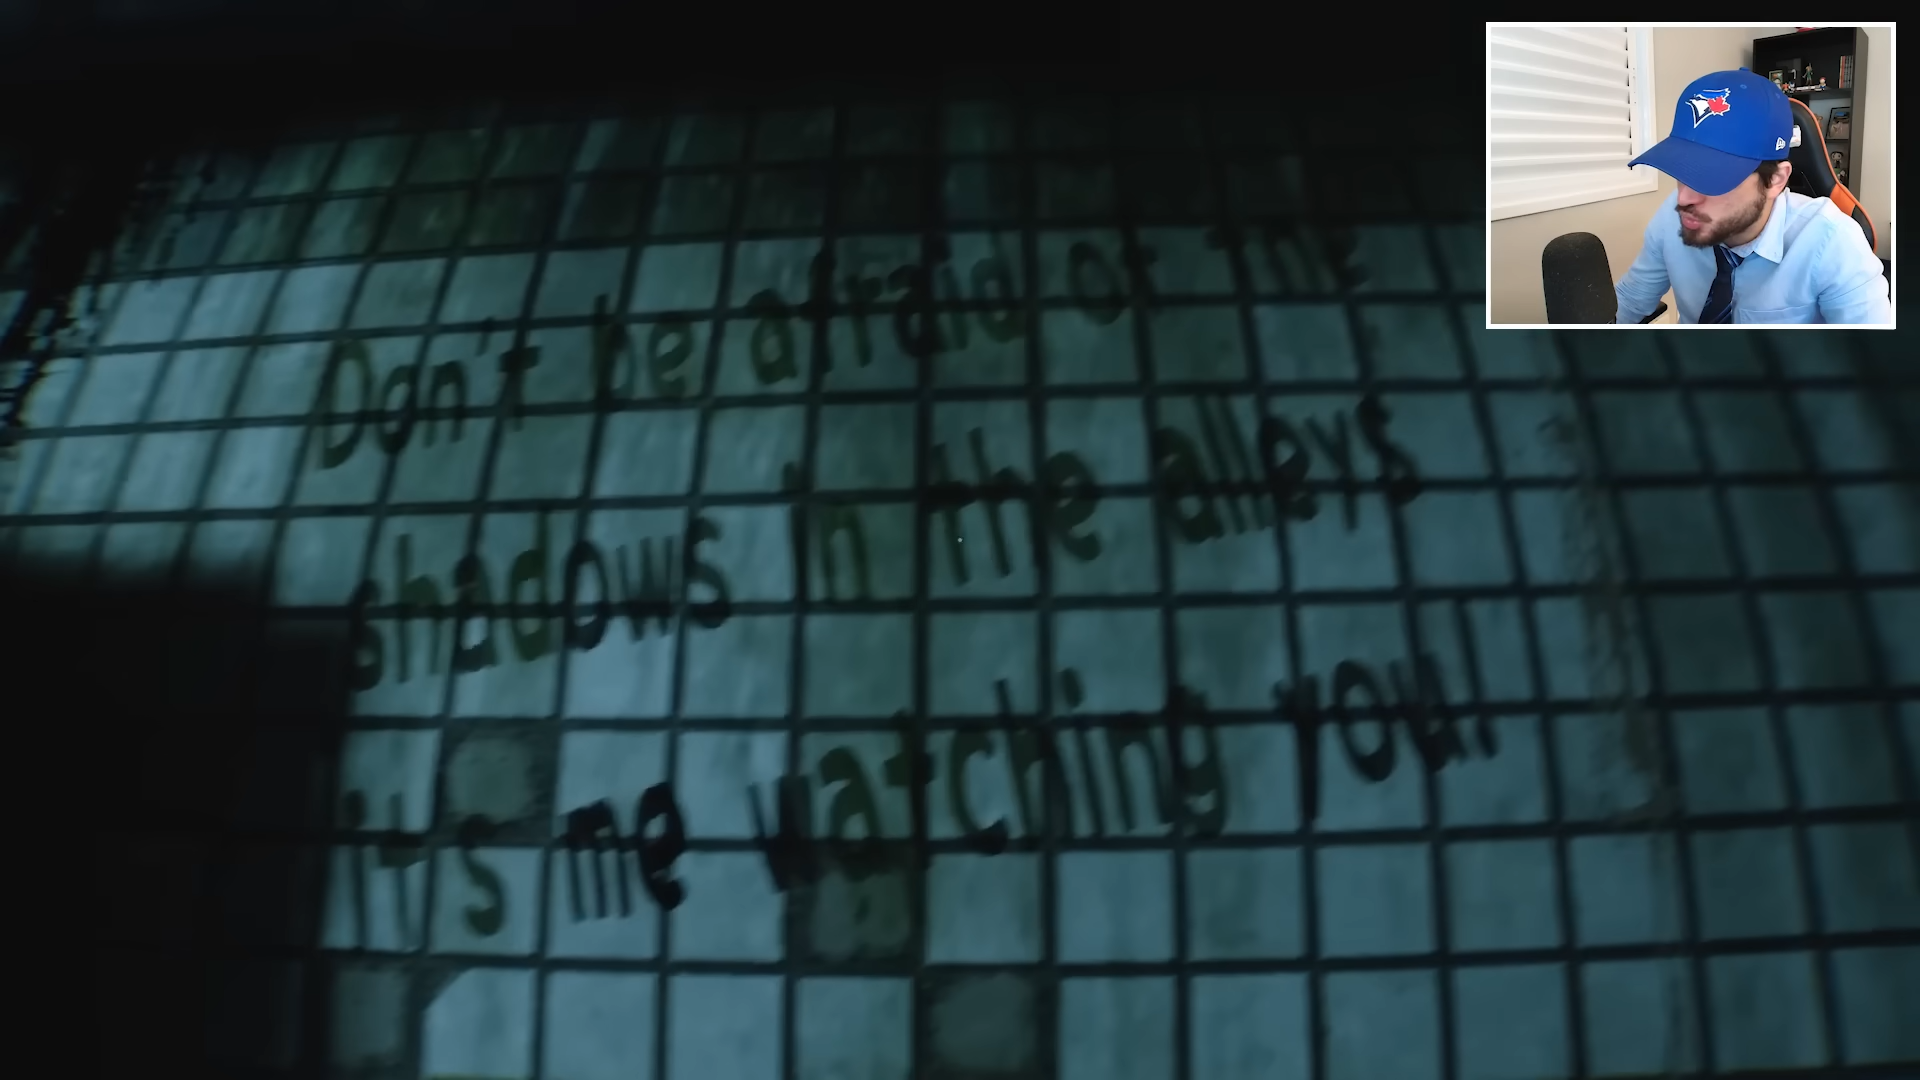 Don't be afraid of the
shadows in the alleys
it's me watching you!